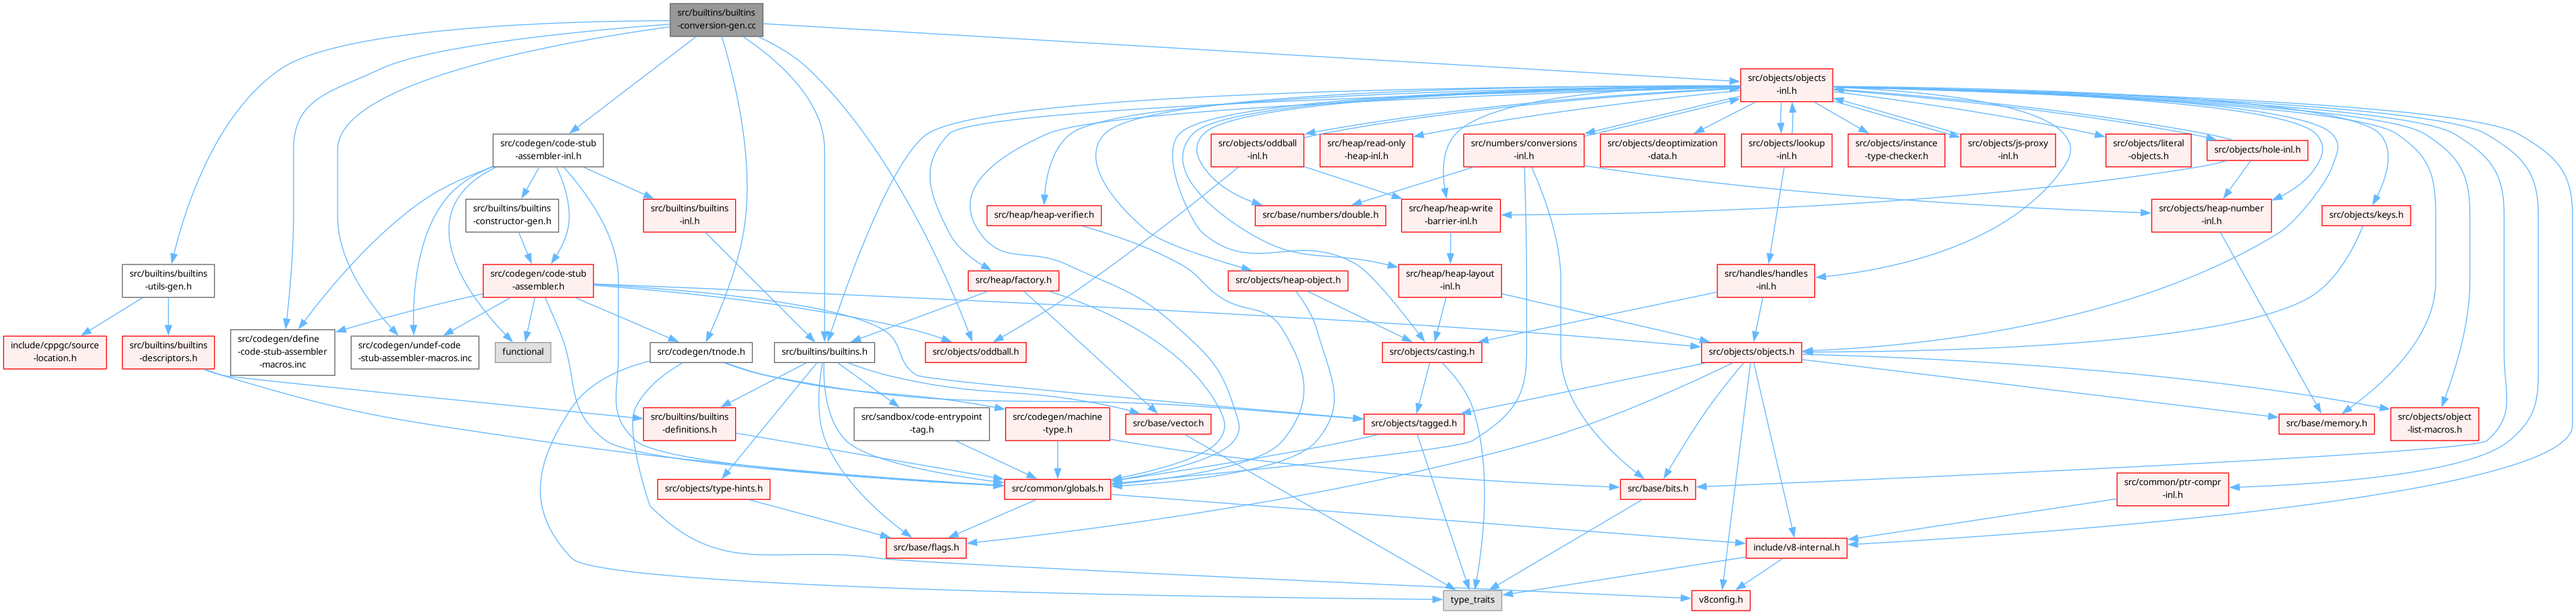 src/builtins/builtins
-conversion-gen.cc
src/objects/objects
-inl.h
src/codegen/code-stub
-assembler-inl.h
src/objects/oddball
-inl.h
src/heap/read-only
-heap-inl.h
src/numbers/conversions
-inl.h
src/objects/deoptimization
-data.h
src/objects/lookup
-inl.h
src/objects/instance
-type-checker.h
src/objects/js-proxy
-inl.h
src/objects/literal
-objects.h
src/objects/hole-inl.h
src/builtins/builtins
-constructor-gen.h
src/builtins/builtins
-inl.h
src/heap/heap-verifier.h
src/base/numbers/double.h
src/heap/heap-write
-barrier-inl.h
src/objects/heap-number
-inl.h
src/objects/keys.h
src/builtins/builtins
-utils-gen.h
src/codegen/code-stub
-assembler.h
src/heap/factory.h
src/objects/heap-object.h
src/heap/heap-layout
-inl.h
src/handles/handles
-inl.h
include/cppgc/source
-location.h
src/builtins/builtins
-descriptors.h
src/codegen/define
-code-stub-assembler
-macros.inc
src/codegen/undef-code
-stub-assembler-macros.inc
functional
src/codegen/tnode.h
src/builtins/builtins.h
src/objects/oddball.h
src/objects/casting.h
src/objects/objects.h
src/builtins/builtins
-definitions.h
src/sandbox/code-entrypoint
-tag.h
src/codegen/machine
-type.h
src/base/vector.h
src/objects/tagged.h
src/base/memory.h
src/objects/object
-list-macros.h
src/objects/type-hints.h
src/common/globals.h
src/base/bits.h
src/common/ptr-compr
-inl.h
src/base/flags.h
include/v8-internal.h
type_traits
v8config.h